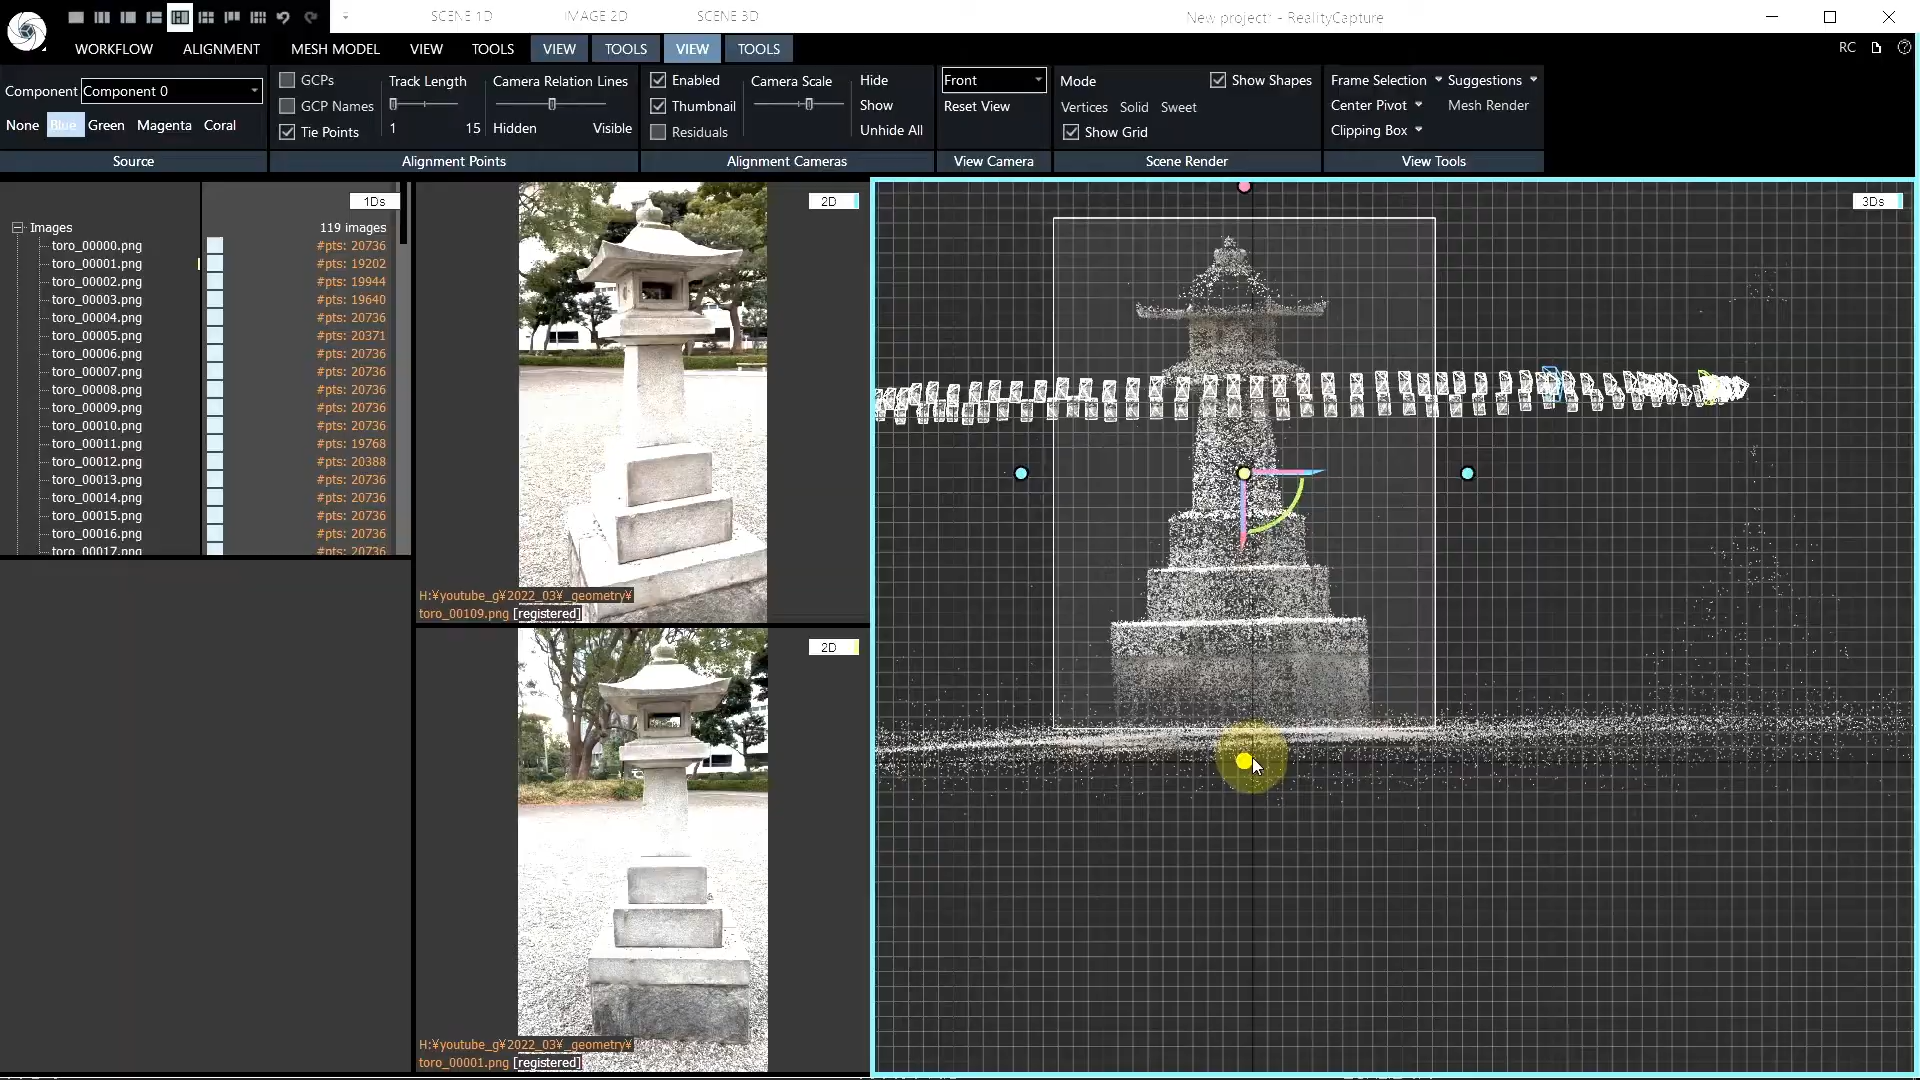 SCENE 1D IMAGE 2D SCENE 3D New project* - RealityCapture
WORKFLOW ALIGNMENT MESH MODEL VIEW TOOLS VIEW TOOLS VIEW TOOLS RC
Component Component 0
None Blue Green Magenta Coral
Source
GCPs
GCP Names
Tie Points
Track Length
1 15
Camera Relation Lines
Hidden Visible
Alignment Points
Enabled
Thumbnail
Residuals
Camera Scale
Hide
Show
Unhide All
Alignment Cameras
Front
Reset View
View Camera
Mode
Vertices Solid Sweet
Show Shapes
Show Grid
Scene Render
Frame Selection Suggestions
Center Pivot Mesh Render
Clipping Box
View Tools
1Ds
Images 119 images
toro_00000.png #pts: 20736
toro_00001.png #pts: 19202
toro_00002.png #pts: 19944
toro_00003.png #pts: 19640
toro_00004.png #pts: 20736
toro_00005.png #pts: 20371
toro_00006.png #pts: 20736
toro_00007.png #pts: 20736
toro_00008.png #pts: 20736
toro_00009.png #pts: 20736
toro_00010.png #pts: 20736
toro_00011.png #pts: 19768
toro_00012.png #pts: 20388
toro_00013.png #pts: 20736
toro_00014.png #pts: 20736
toro_00015.png #pts: 20736
toro_00016.png #pts: 20736
toro_00017.png #pts: 20736
2D
H:¥youtube_g¥2022_03¥_geometry¥
toro_00109.png [registered]
2D
H:¥youtube_g¥2022_03¥_geometry¥
toro_00001.png [registered]
3Ds